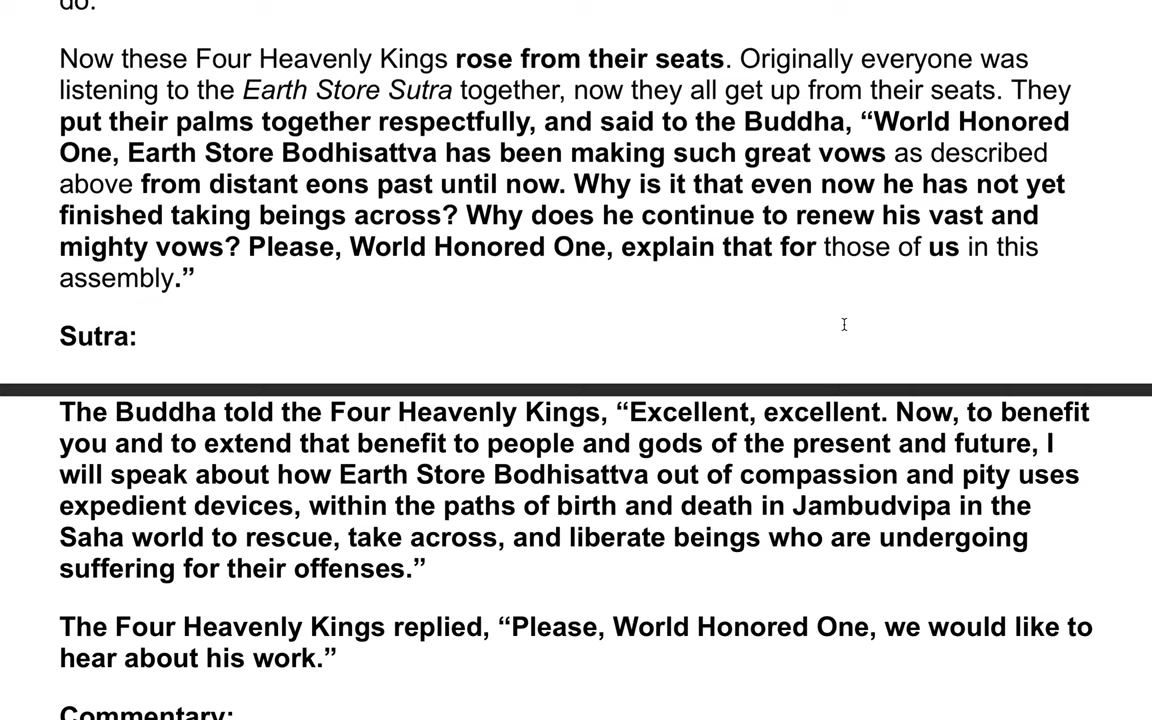 do.
Now these Four Heavenly Kings rose from their seats. Originally everyone was
listening to the Earth Store Sutra together, now they all get up from their seats. They
put their palms together respectfully, and said to the Buddha, “World Honored
One, Earth Store Bodhisattva has been making such great vows as described
above from distant eons past until now. Why is it that even now he has not yet
finished taking beings across? Why does he continue to renew his vast and
mighty vows? Please, World Honored One, explain that for those of us in this
assembly.”
Sutra:
The Buddha told the Four Heavenly Kings, “Excellent, excellent. Now, to benefit
you and to extend that benefit to people and gods of the present and future, I
will speak about how Earth Store Bodhisattva out of compassion and pity uses
expedient devices, within the paths of birth and death in Jambudvipa in the
Saha world to rescue, take across, and liberate beings who are undergoing
suffering for their offenses.”
The Four Heavenly Kings replied, “Please, World Honored One, we would like to
hear about his work.”
Commentary: